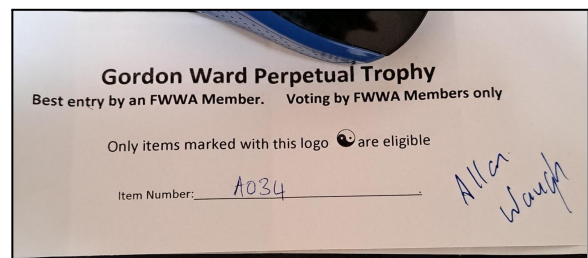 Gordon Ward Perpetual Trophy
Best entry by an FWWA Member. Voting by FWWA Members only
Only items marked with this logo are eligible
Item Number: A034
Allan
Waugh